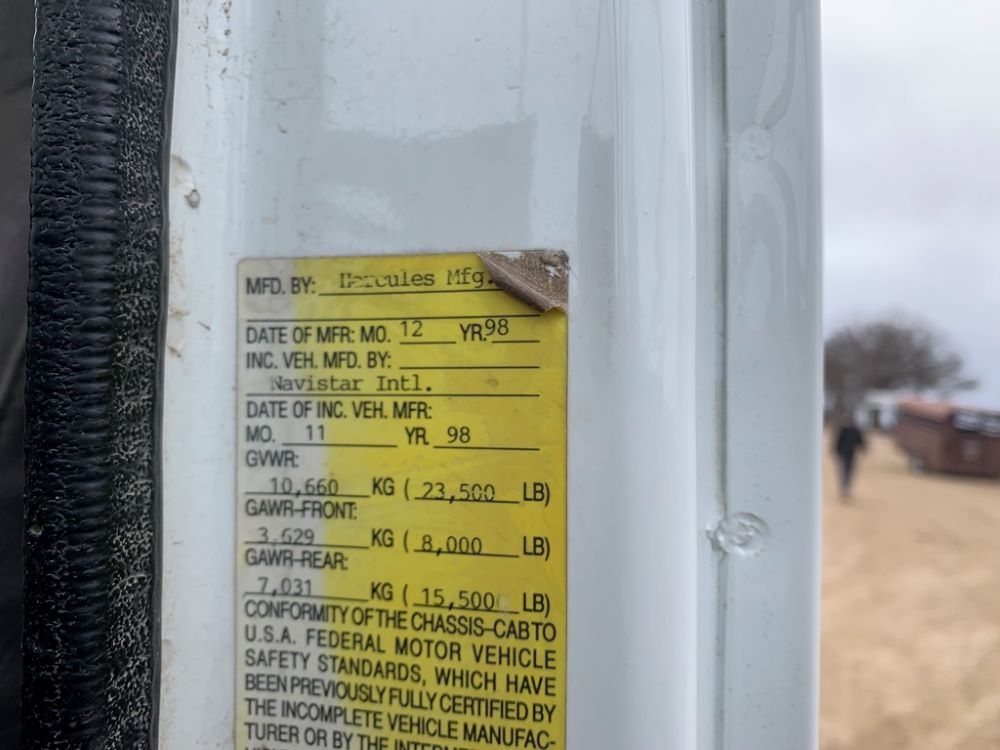 MFD. BY: Hercules Mfg.
DATE OF MFR: MO. 12 YR. 98
INC. VEH. MFD. BY:
Navistar Intl.
DATE OF INC. VEH. MFR:
MO. 11 YR. 98
GVWR:
10,660 KG ( 23,500 LB)
GAWR-FRONT:
3,629 KG ( 8,000 LB)
GAWR-REAR:
7,031 KG ( 15,500 LB)
CONFORMITY OF THE CHASSIS-CAB TO
U.S.A. FEDERAL MOTOR VEHICLE
SAFETY STANDARDS, WHICH HAVE
BEEN PREVIOUSLY FULLY CERTIFIED BY
THE INCOMPLETE VEHICLE MANUFAC-
TURER OR BY THE